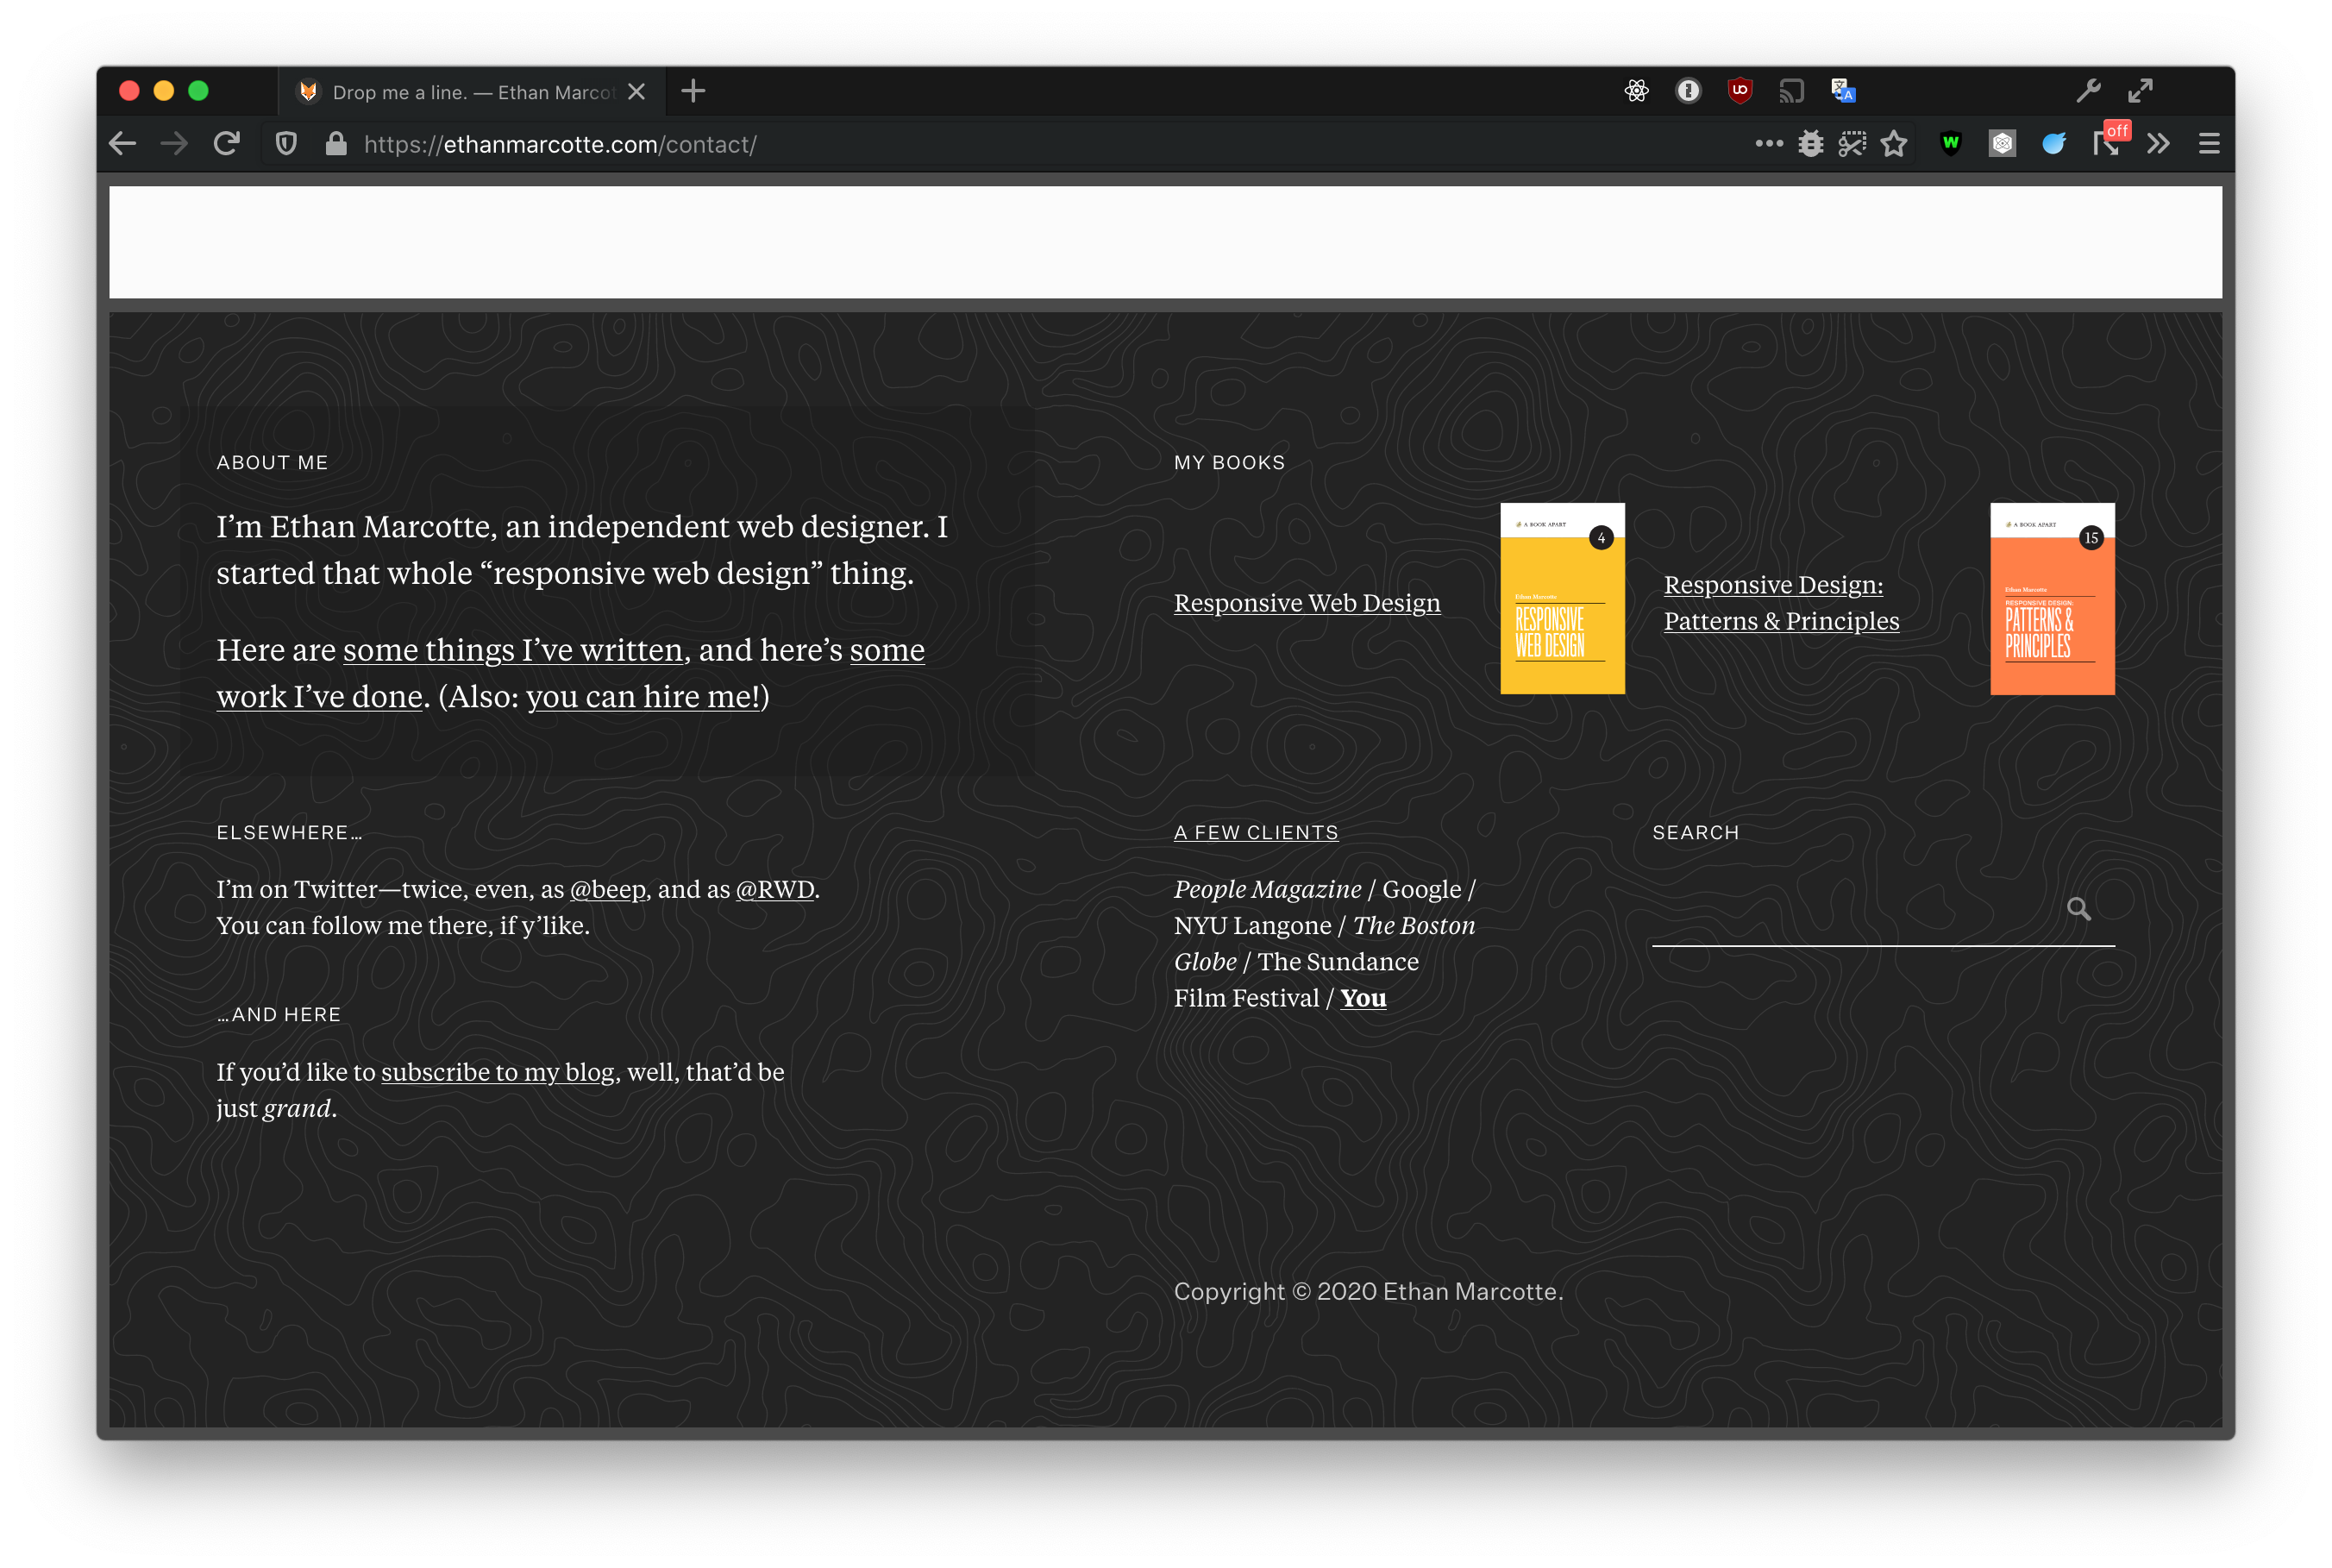 Drop me a line. — Ethan Marcot
https://ethanmarcotte.com/contact/
off
ABOUT ME
I’m Ethan Marcotte, an independent web designer. I
started that whole “responsive web design” thing.
Here are some things I’ve written, and here’s some
work I’ve done. (Also: you can hire me!)
MY BOOKS
Responsive Web Design
A BOOK APART
4
Ethan Marcotte
RESPONSIVE
WEB DESIGN
Responsive Design:
Patterns & Principles
A BOOK APART
15
Ethan Marcotte
RESPONSIVE DESIGN:
PATTERNS &
PRINCIPLES
ELSEWHERE…
I’m on Twitter—twice, even, as @beep, and as @RWD.
You can follow me there, if y’like.
…AND HERE
If you’d like to subscribe to my blog, well, that’d be
just grand.
A FEW CLIENTS
People Magazine / Google /
NYU Langone / The Boston
Globe / The Sundance
Film Festival / You
SEARCH
Copyright © 2020 Ethan Marcotte.